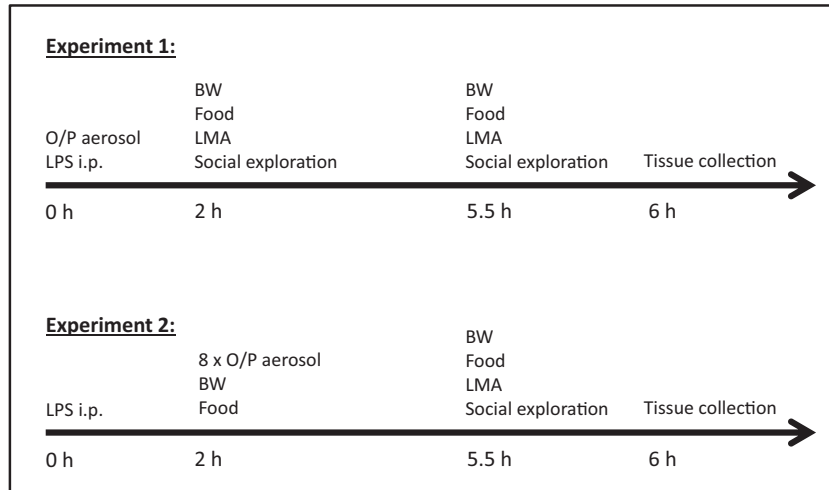 Experiment 1:
BW BW
Food Food
O/P aerosol LMA LMA
LPS i.p. Social exploration Social exploration Tissue collection
0 h 2 h 5.5 h 6 h
Experiment 2:
BW
8 x O/P aerosol Food
BW LMA
LPS i.p. Food Social exploration Tissue collection
0 h 2 h 5.5 h 6 h